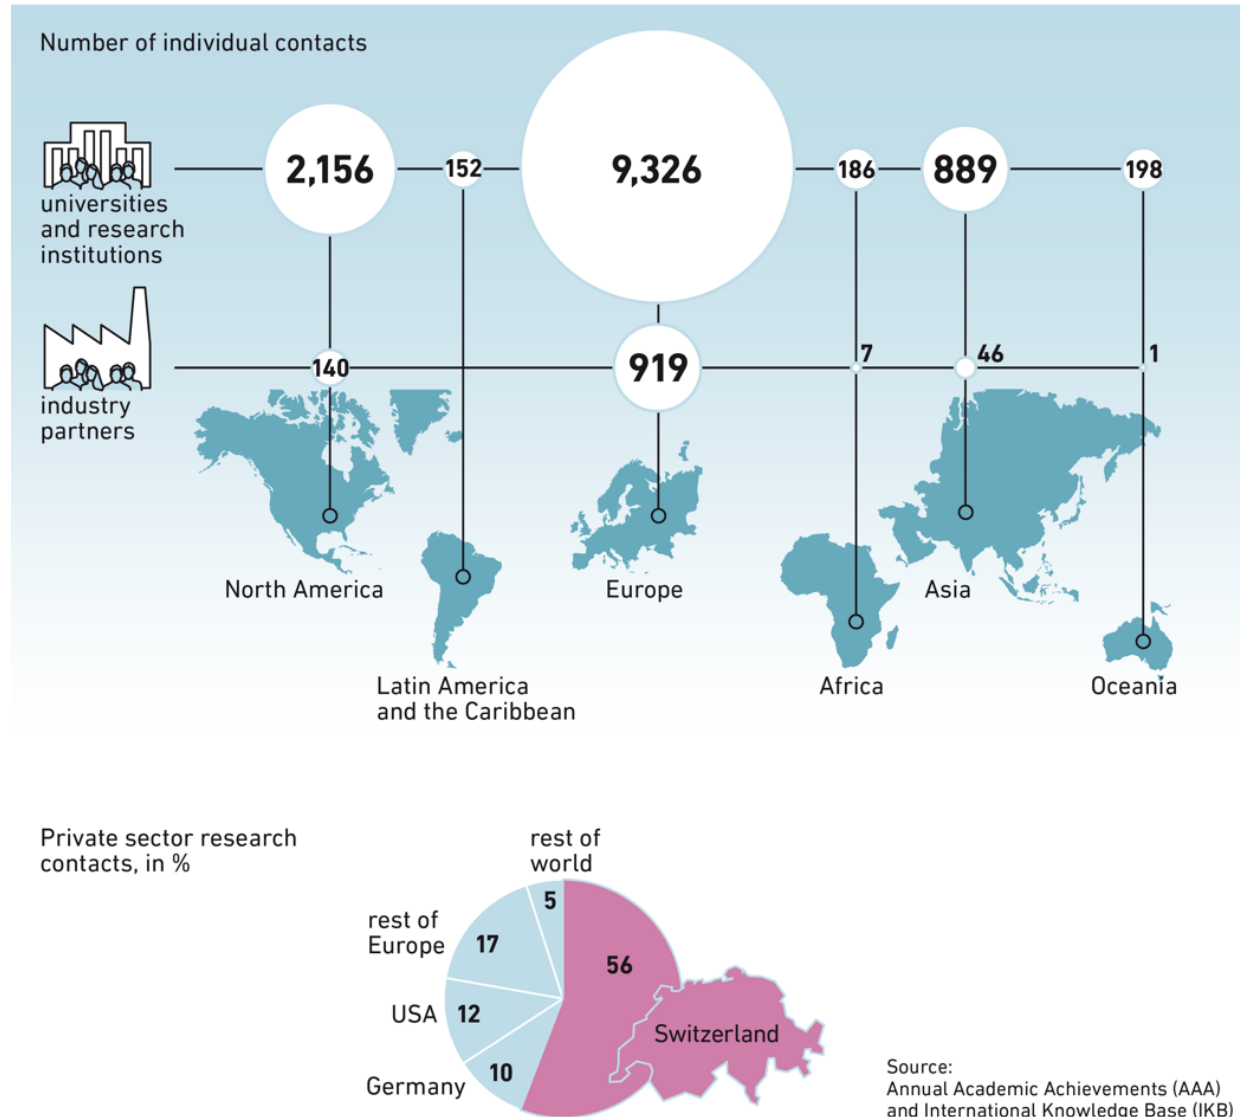 Number of individual contacts
2,156
152
9,326
186
889
198
universities
and research
institutions
140
919
7
46
1
industry
partners
North America
Europe
Asia
Latin America
and the Caribbean
Africa
Oceania
Private sector research
contacts, in %
rest of
world
5
rest of
Europe
17
56
USA
12
Switzerland
Germany
10
Source:
Annual Academic Achievements (AAA)
and International Knowledge Base (IKB)